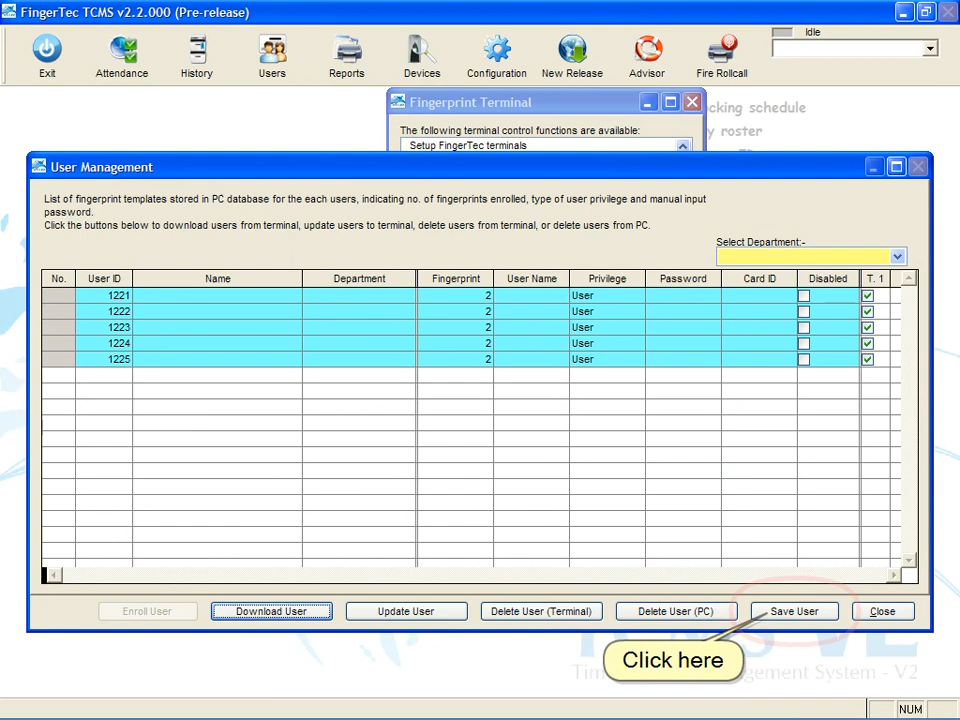 FingerTec TCMS v2.2.000 (Pre-release)
Idle
Exit
Attendance
History
Users
Reports
Devices
Configuration
New Release
Advisor
Fire Rollcall
Fingerprint Terminal
ocking schedule
The following terminal control functions are available:
y roster
Setup FingerTec terminals
User Management
List of fingerprint templates stored in PC database for the each users, indicating no. of fingerprints enrolled, type of user privilege and manual input
password.
Click the buttons below to download users from terminal, update users to terminal, delete users from terminal, or delete users from PC.
Select Department:-
No. User ID Name Department Fingerprint User Name Privilege Password Card ID Disabled T. 1
1221 2 User
1222 2 User
1223 2 User
1224 2 User
1225 2 User
Enroll User
Download User
Update User
Delete User (Terminal)
Delete User (PC)
Save User
Close
Click here
Tim
gement System - V2
NUM